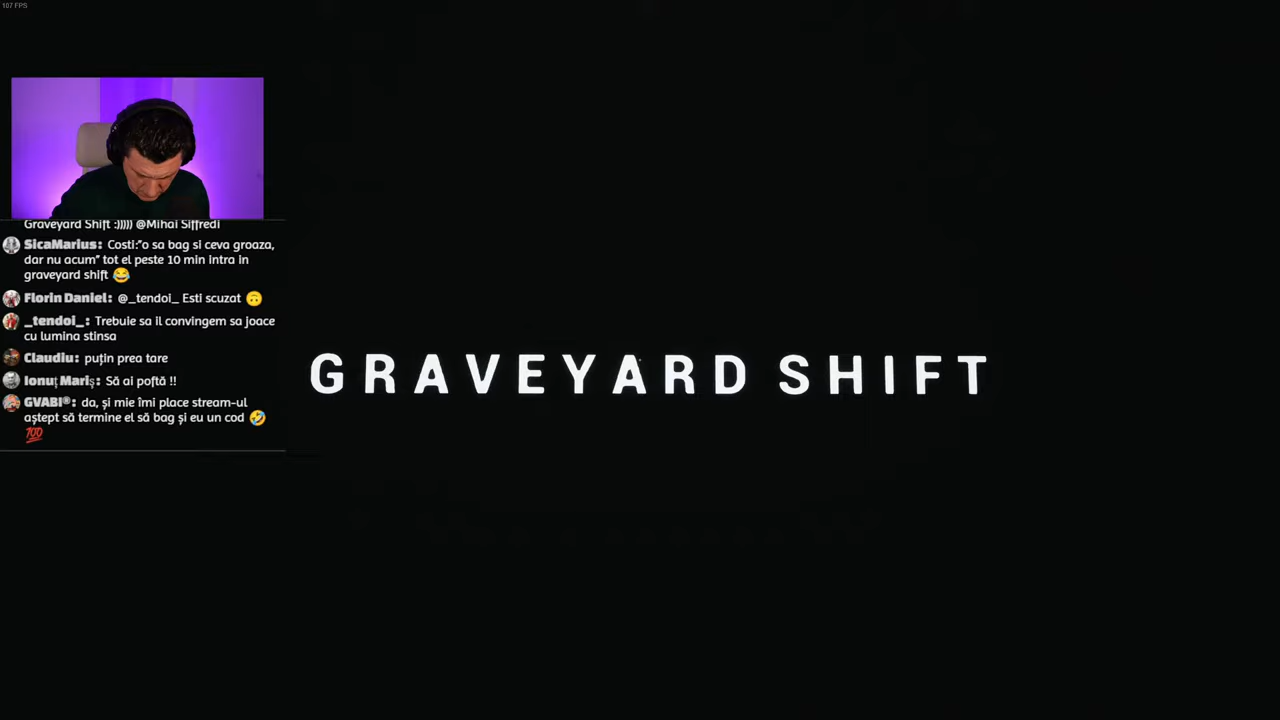 107 FPS
Graveyard Shift :))))) @Mihai Siffredi
SicaMarius: Costi:"o sa bag si ceva groaza,
dar nu acum" tot el peste 10 min intra in
graveyard shift 😂
Florin Daniel: @_tendoi_ Esti scuzat 🙃
_tendoi_: Trebuie sa il convingem sa joace
cu lumina stinsa
Claudiu: puțin prea tare
Ionuț Mariș: Să ai poftă !!
GVABI®: da, și mie îmi place stream-ul
aștept să termine el să bag și eu un cod 🤣
💯
GRAVEYARD SHIFT